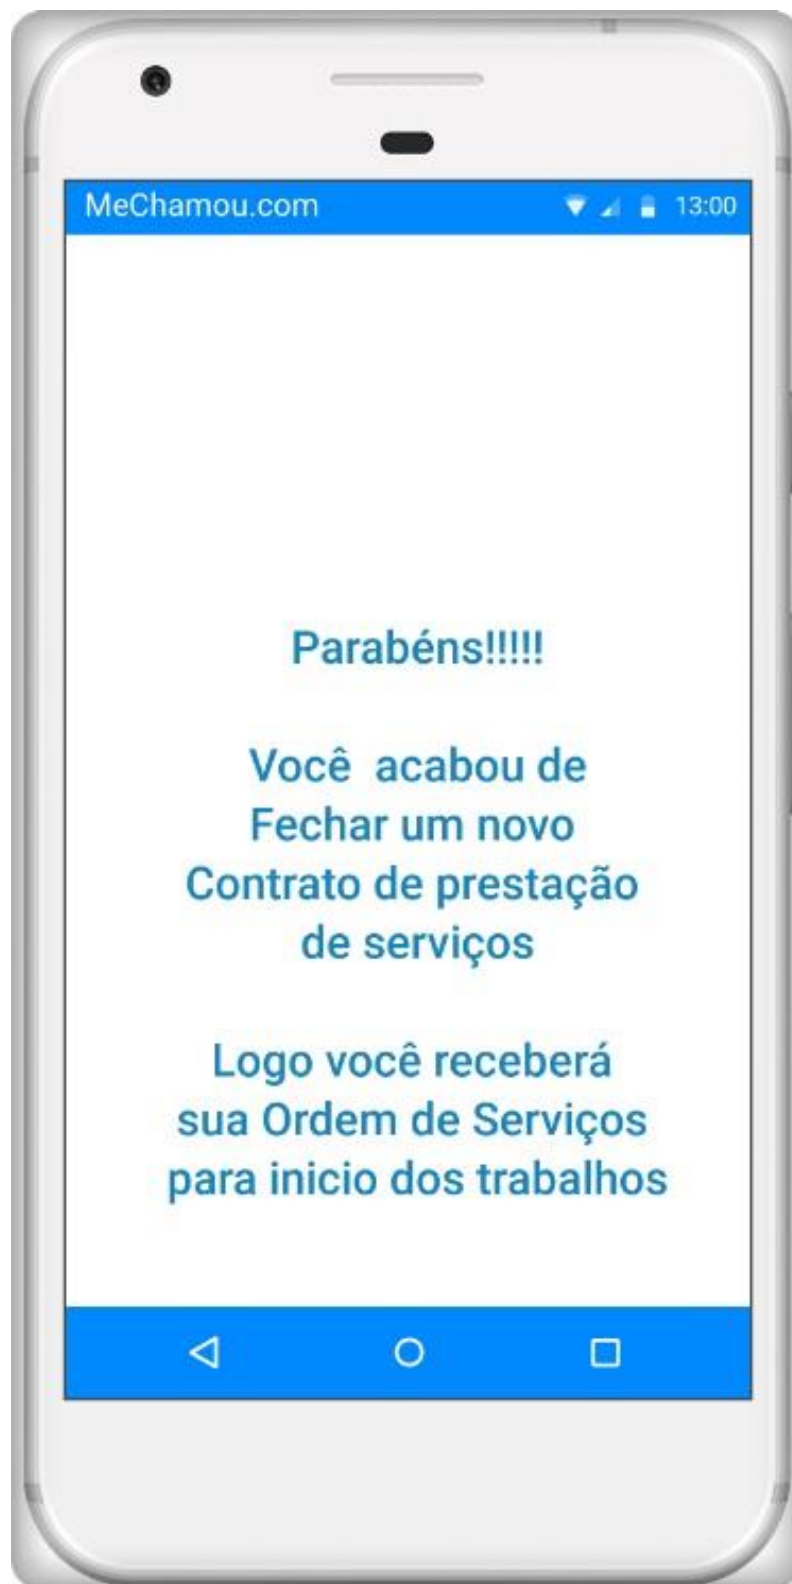 MeChamou.com 13:00
Parabéns!!!!!
Você acabou de
Fechar um novo
Contrato de prestação
de serviços
Logo você receberá
sua Ordem de Serviços
para inicio dos trabalhos